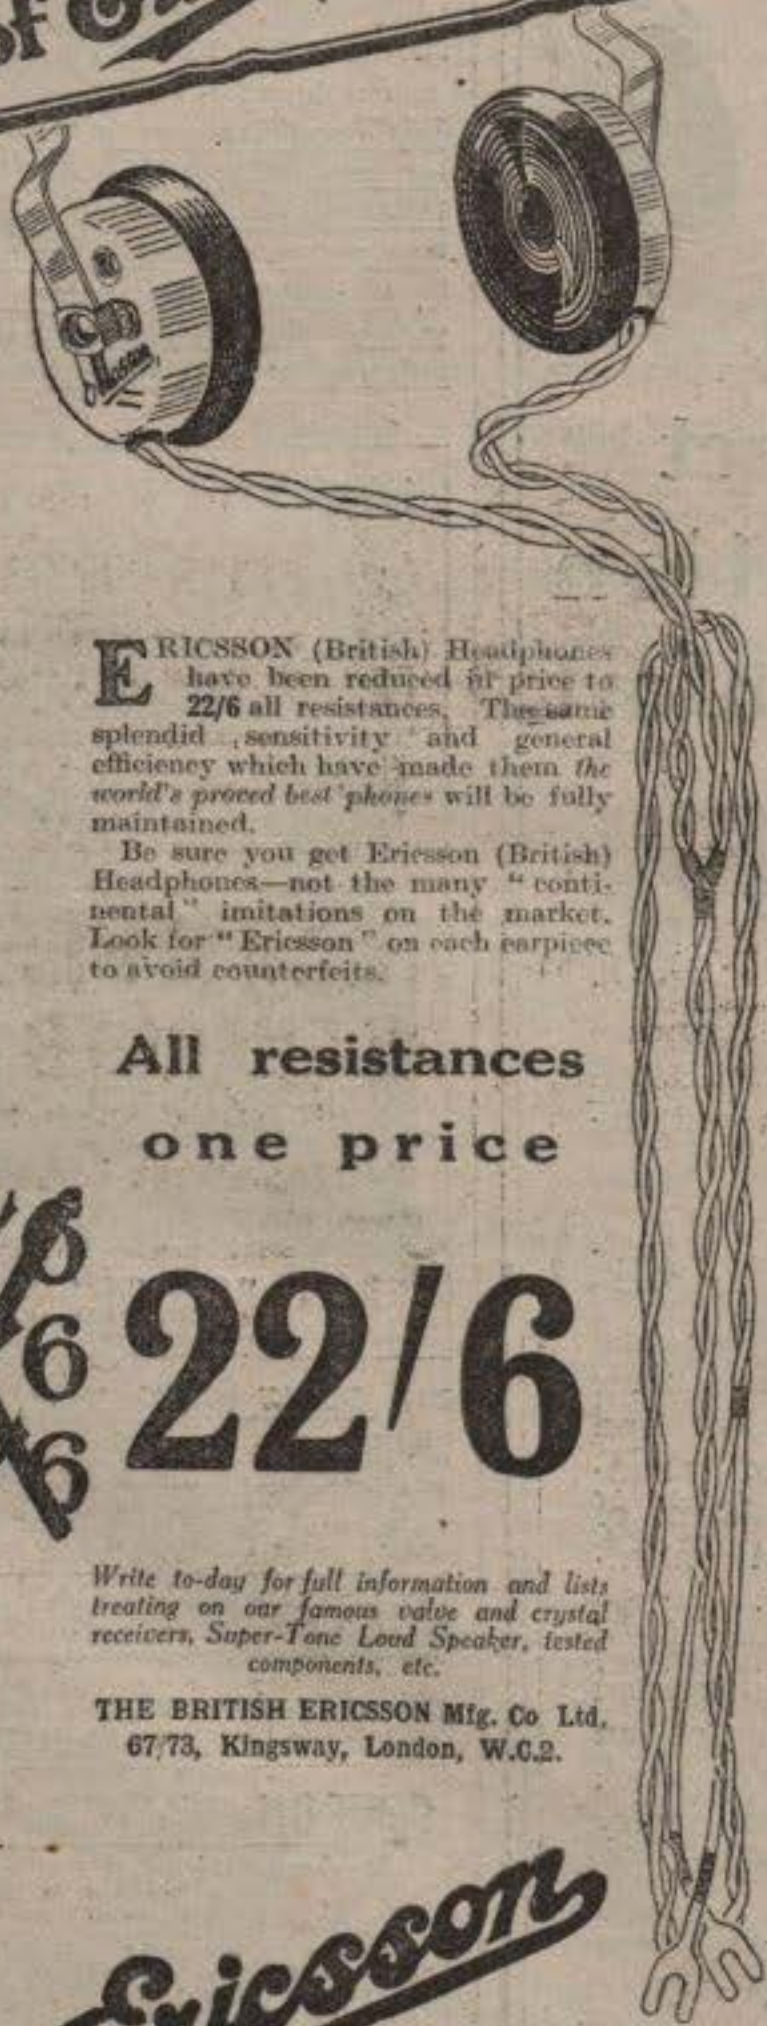 of
Ericsson
ERICSSON (British) Headphones
have been reduced in price to
22/6 all resistances. The same
splendid sensitivity and general
efficiency which have made them the
world's proved best 'phones will be fully
maintained.
Be sure you get Ericsson (British)
Headphones—not the many "conti-
nental" imitations on the market.
Look for "Ericsson" on each earpiece
to avoid counterfeits.
All resistances
one price
/6
6
6
22/6
Write to-day for full information and lists
treating on our famous valve and crystal
receivers, Super-Tone Loud Speaker, tested
components, etc.
THE BRITISH ERICSSON Mfg. Co Ltd.
67/73, Kingsway, London, W.C.2.
Ericsson